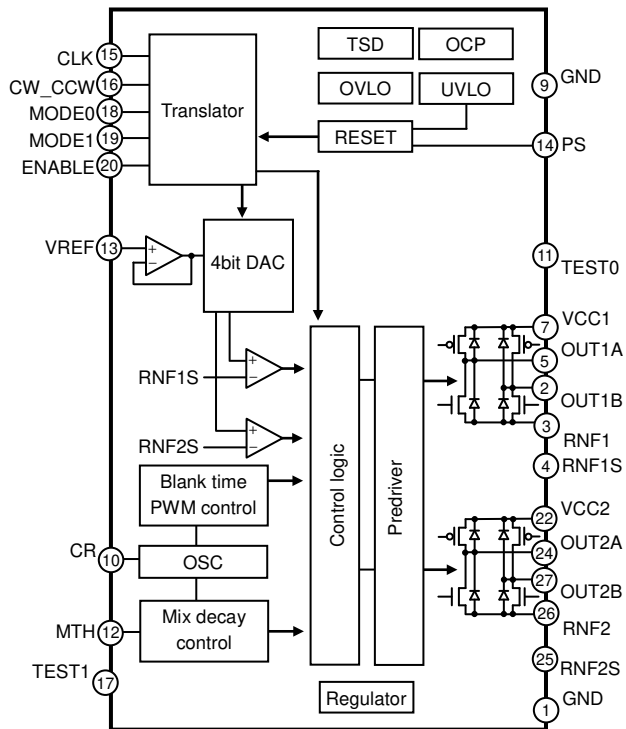 CLK
15
CW_CCW
16
MODE0
18
MODE1
19
ENABLE
20
Translator
TSD
OCP
OVLO
UVLO
RESET
9
GND
14
PS
VREF
13
+
−
4bit DAC
11
TEST0
RNF1S
+
−
RNF2S
+
−
Blank time
PWM control
CR
10
OSC
MTH
12
Mix decay
control
TEST1
17
Control logic
Predriver
Regulator
7
VCC1
5
OUT1A
2
OUT1B
3
RNF1
4
RNF1S
22
VCC2
24
OUT2A
27
OUT2B
26
RNF2
25
RNF2S
1
GND